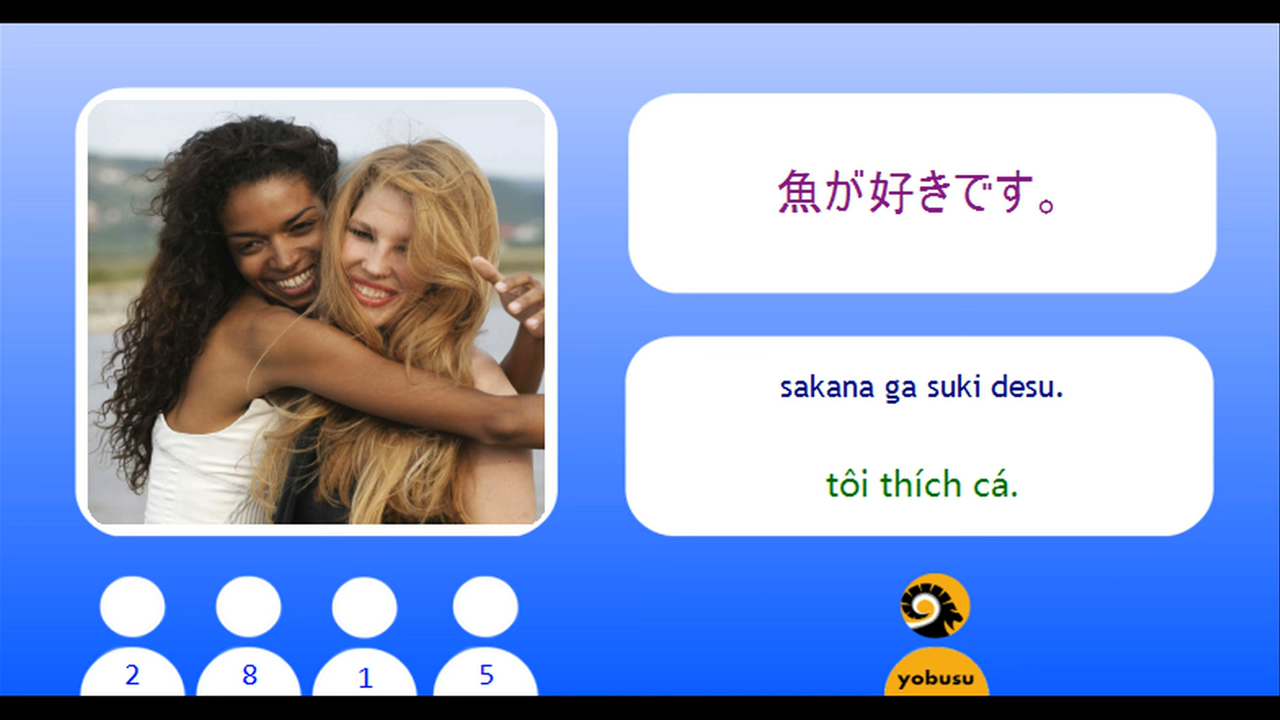 魚が好きです。
sakana ga suki desu.
tôi thích cá.
2 8 1 5
yobusu